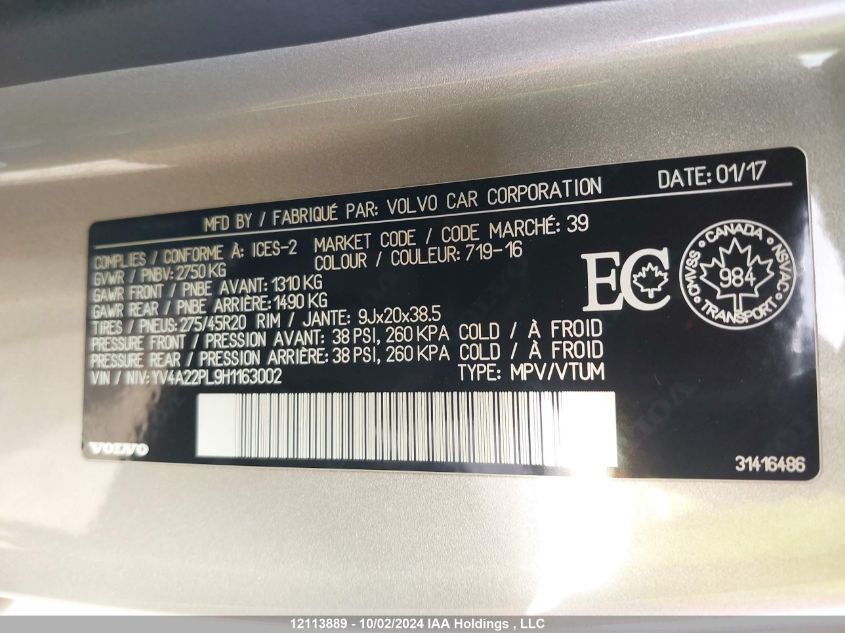 MFD BY / FABRIQUÉ PAR: VOLVO CAR CORPORATION DATE: 01/17
COMPLIES / CONFORME À: ICES-2 MARKET CODE / CODE MARCHÉ: 39
GVWR / PNBV: 2750 KG COLOUR / COULEUR: 719-16
GAWR FRONT / PNBE AVANT: 1310 KG
GAWR REAR / PNBE ARRIÈRE: 1490 KG
TIRES / PNEUS: 275/45R20 RIM / JANTE: 9Jx20x38.5
PRESSURE FRONT / PRESSION AVANT: 38 PSI, 260 KPA COLD / À FROID
PRESSURE REAR / PRESSION ARRIÈRE: 38 PSI, 260 KPA COLD / À FROID
VIN / NIV: YV4A22PL9H1163002 TYPE: MPV/VTUM
EC
CANADA
CMVSS 984 NSVAC
TRANSPORT
VOLVO
31416486
12113889 - 10/02/2024 IAA Holdings , LLC